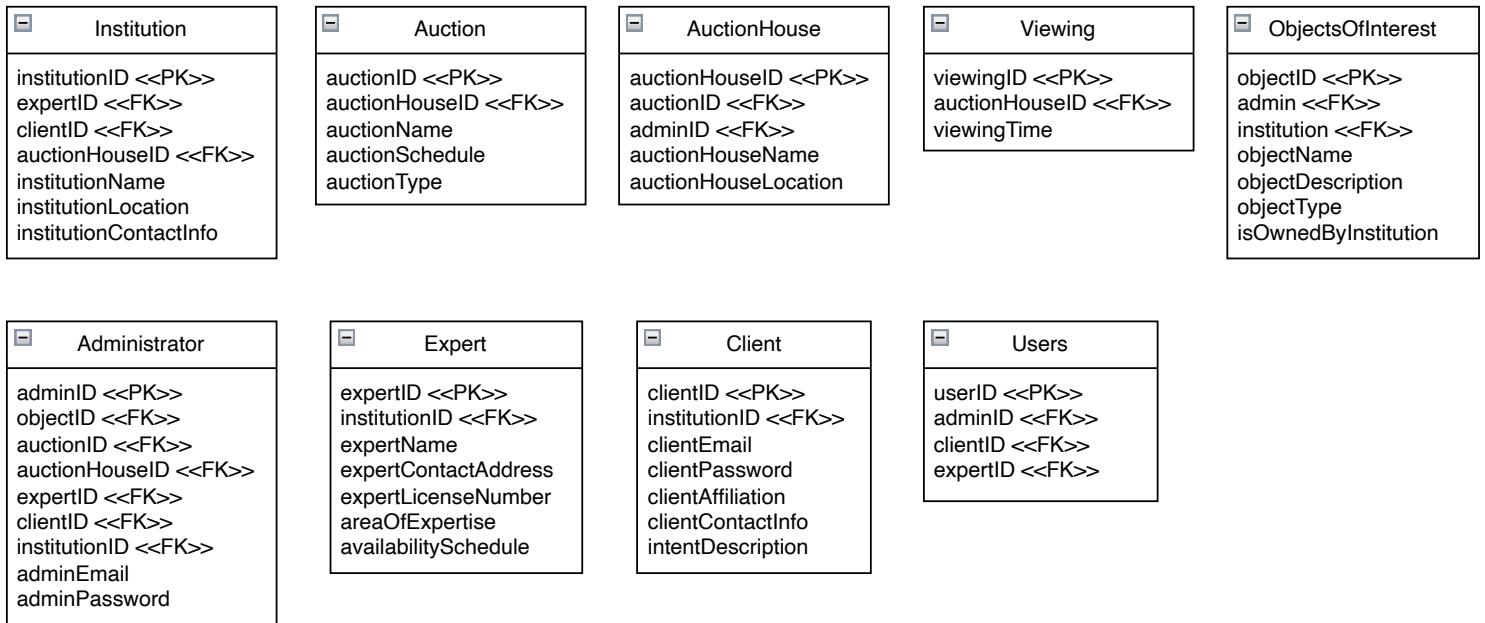 Institution
institutionID <<PK>>
expertID <<FK>>
clientID <<FK>>
auctionHouseID <<FK>>
institutionName
institutionLocation
institutionContactInfo
Auction
auctionID <<PK>>
auctionHouseID <<FK>>
auctionName
auctionSchedule
auctionType
AuctionHouse
auctionHouseID <<PK>>
auctionID <<FK>>
adminID <<FK>>
auctionHouseName
auctionHouseLocation
Viewing
viewingID <<PK>>
auctionHouseID <<FK>>
viewingTime
ObjectsOfInterest
objectID <<PK>>
admin <<FK>>
institution <<FK>>
objectName
objectDescription
objectType
isOwnedByInstitution
Administrator
adminID <<PK>>
objectID <<FK>>
auctionID <<FK>>
auctionHouseID <<FK>>
expertID <<FK>>
clientID <<FK>>
institutionID <<FK>>
adminEmail
adminPassword
Expert
expertID <<PK>>
institutionID <<FK>>
expertName
expertContactAddress
expertLicenseNumber
areaOfExpertise
availabilitySchedule
Client
clientID <<PK>>
institutionID <<FK>>
clientEmail
clientPassword
clientAffiliation
clientContactInfo
intentDescription
Users
userID <<PK>>
adminID <<FK>>
clientID <<FK>>
expertID <<FK>>